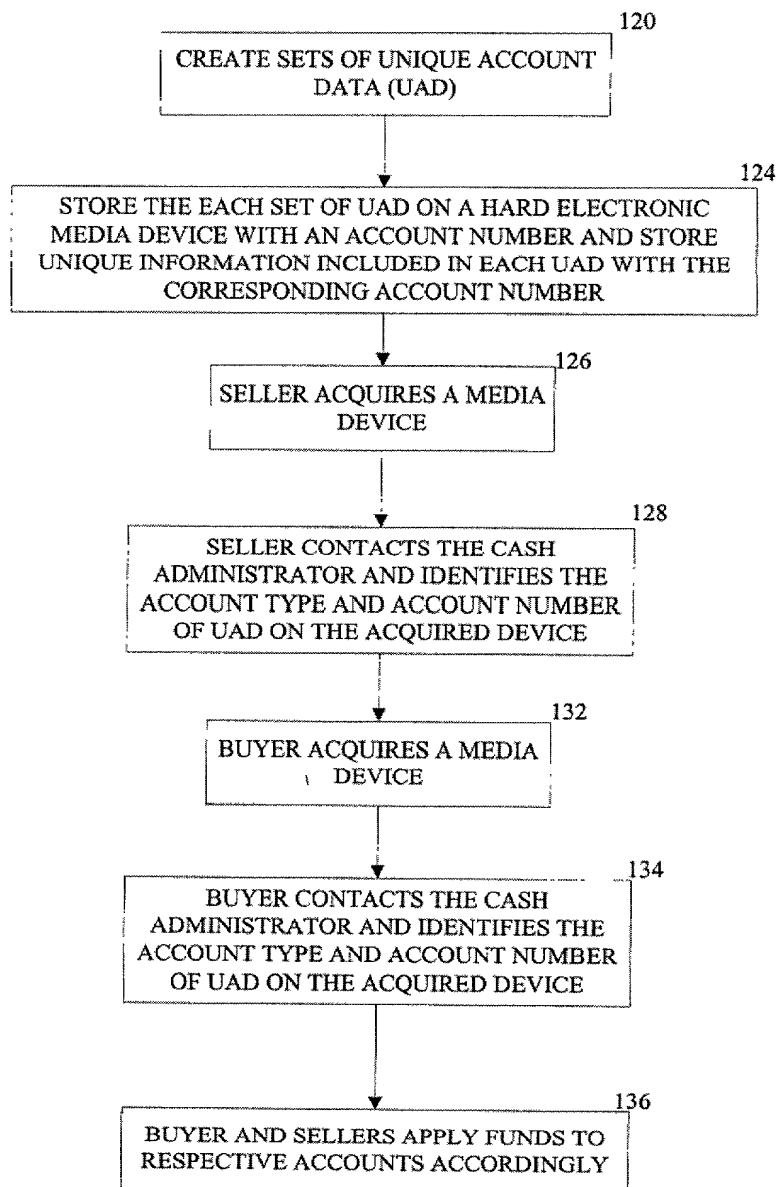 120
CREATE SETS OF UNIQUE ACCOUNT
DATA (UAD)
124
STORE THE EACH SET OF UAD ON A HARD ELECTRONIC
MEDIA DEVICE WITH AN ACCOUNT NUMBER AND STORE
UNIQUE INFORMATION INCLUDED IN EACH UAD WITH THE
CORRESPONDING ACCOUNT NUMBER
126
SELLER ACQUIRES A MEDIA
DEVICE
128
SELLER CONTACTS THE CASH
ADMINISTRATOR AND IDENTIFIES THE
ACCOUNT TYPE AND ACCOUNT NUMBER
OF UAD ON THE ACQUIRED DEVICE
132
BUYER ACQUIRES A MEDIA
DEVICE
134
BUYER CONTACTS THE CASH
ADMINISTRATOR AND IDENTIFIES THE
ACCOUNT TYPE AND ACCOUNT NUMBER
OF UAD ON THE ACQUIRED DEVICE
136
BUYER AND SELLERS APPLY FUNDS TO
RESPECTIVE ACCOUNTS ACCORDINGLY